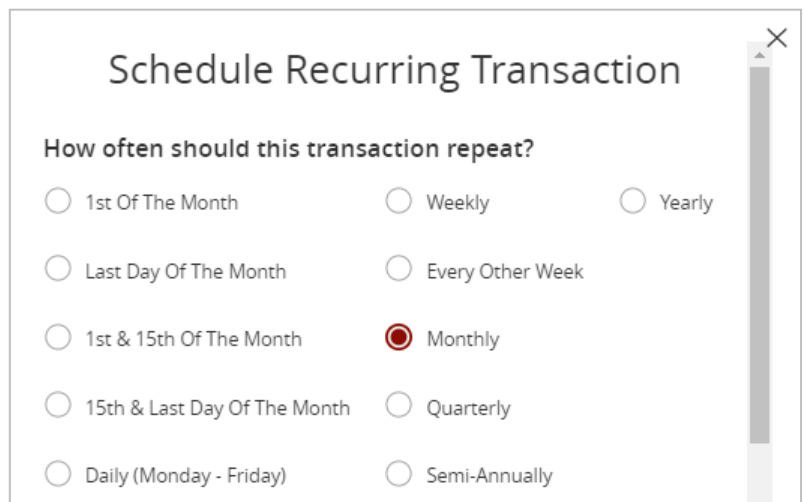 Schedule Recurring Transaction
How often should this transaction repeat?
1st Of The Month Weekly Yearly
Last Day Of The Month Every Other Week
1st & 15th Of The Month Monthly
15th & Last Day Of The Month Quarterly
Daily (Monday - Friday) Semi-Annually